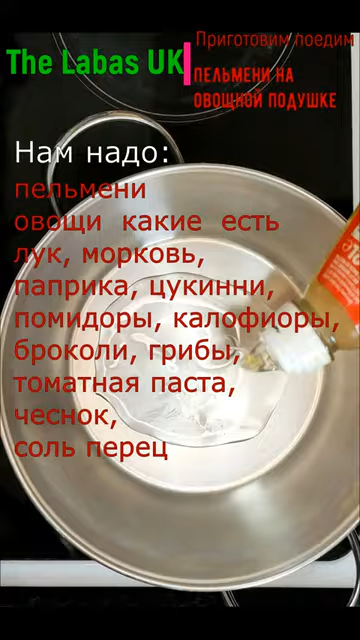 Приготовим поедим
The Labas UK
ПЕЛЬМЕНИ НА
ОВОЩНОЙ ПОДУШКЕ
Нам надо:
пельмени
овощи какие есть
лук, морковь,
паприка, цукинни,
помидоры, калофиоры,
броколи, грибы,
томатная паста,
чеснок,
соль перец